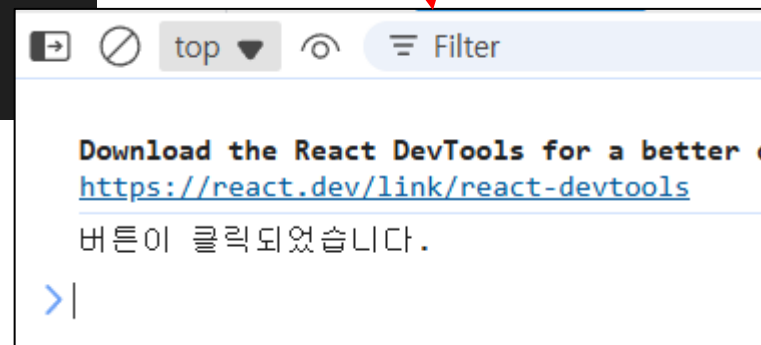 top Filter
Download the React DevTools for a better
https://react.dev/link/react-devtools
버튼이 클릭되었습니다.